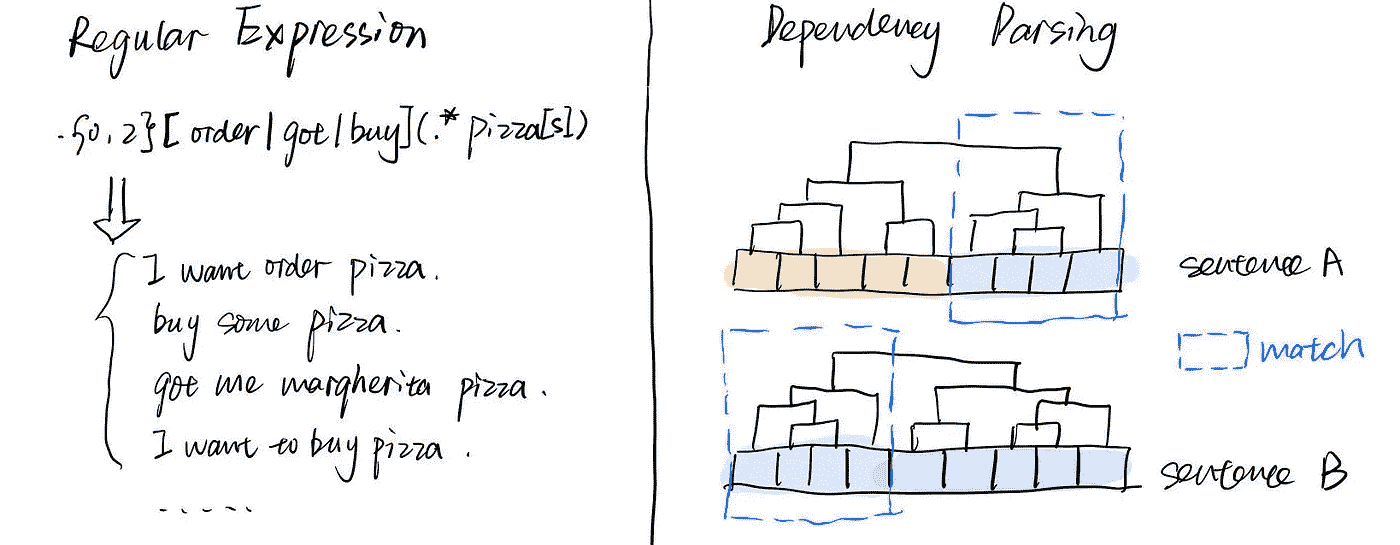 Regular Expression
.{0,2}[order|got|buy](.* pizza[s])
I want order pizza.
buy some pizza.
got me margherita pizza.
I want to buy pizza.
......
Dependency Parsing
sentence A
match
sentence B